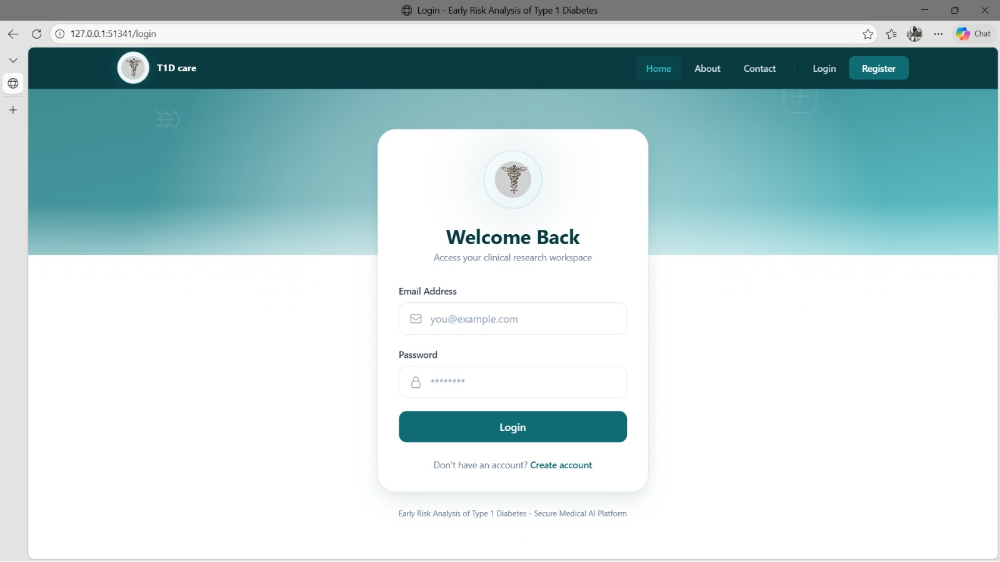 Login - Early Risk Analysis of Type 1 Diabetes
127.0.0.1:51341/login
Chat
T1D care
Home
About
Contact
Login
Register
Welcome Back
Access your clinical research workspace
Email Address
you@example.com
Password
********
Login
Don't have an account? Create account
Early Risk Analysis of Type 1 Diabetes - Secure Medical AI Platform